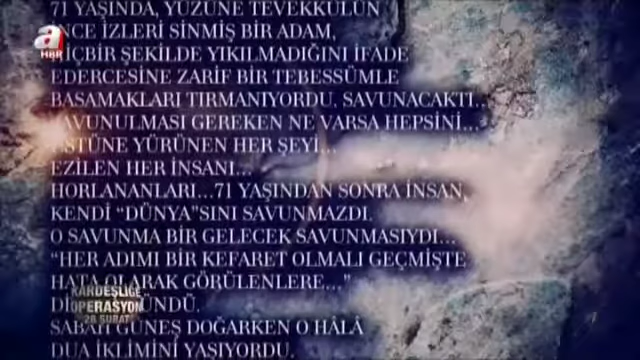 71 YAŞINDA, YÜZÜNE TEVEKKÜLÜN
İNCE İZLERİ SİNMİŞ BİR ADAM,
HİÇBİR ŞEKİLDE YIKILMADIĞINI İFADE
EDERCESİNE ZARİF BİR TEBESSÜMLE
BASAMAKLARI TIRMANIYORDU. SAVUNACAKTI...
SAVUNULMASI GEREKEN NE VARSA HEPSİNİ...
ÜSTÜNE YÜRÜNEN HER ŞEYİ...
EZİLEN HER İNSANI...
HORLANANLARI...71 YAŞINDAN SONRA İNSAN,
KENDİ “DÜNYA”SINI SAVUNMAZDI.
O SAVUNMA BİR GELECEK SAVUNMASIYDI...
“HER ADIMI BİR KEFARET OLMALI GEÇMİŞTE
HATA OLARAK GÖRÜLENLERE...”
SABAH GÜNEŞ DOĞARKEN O HÂLÂ
DUA İKLİMİNİ YAŞIYORDU.
a
HBR
KARDEŞLİĞE
OPERASYON
28 ŞUBAT